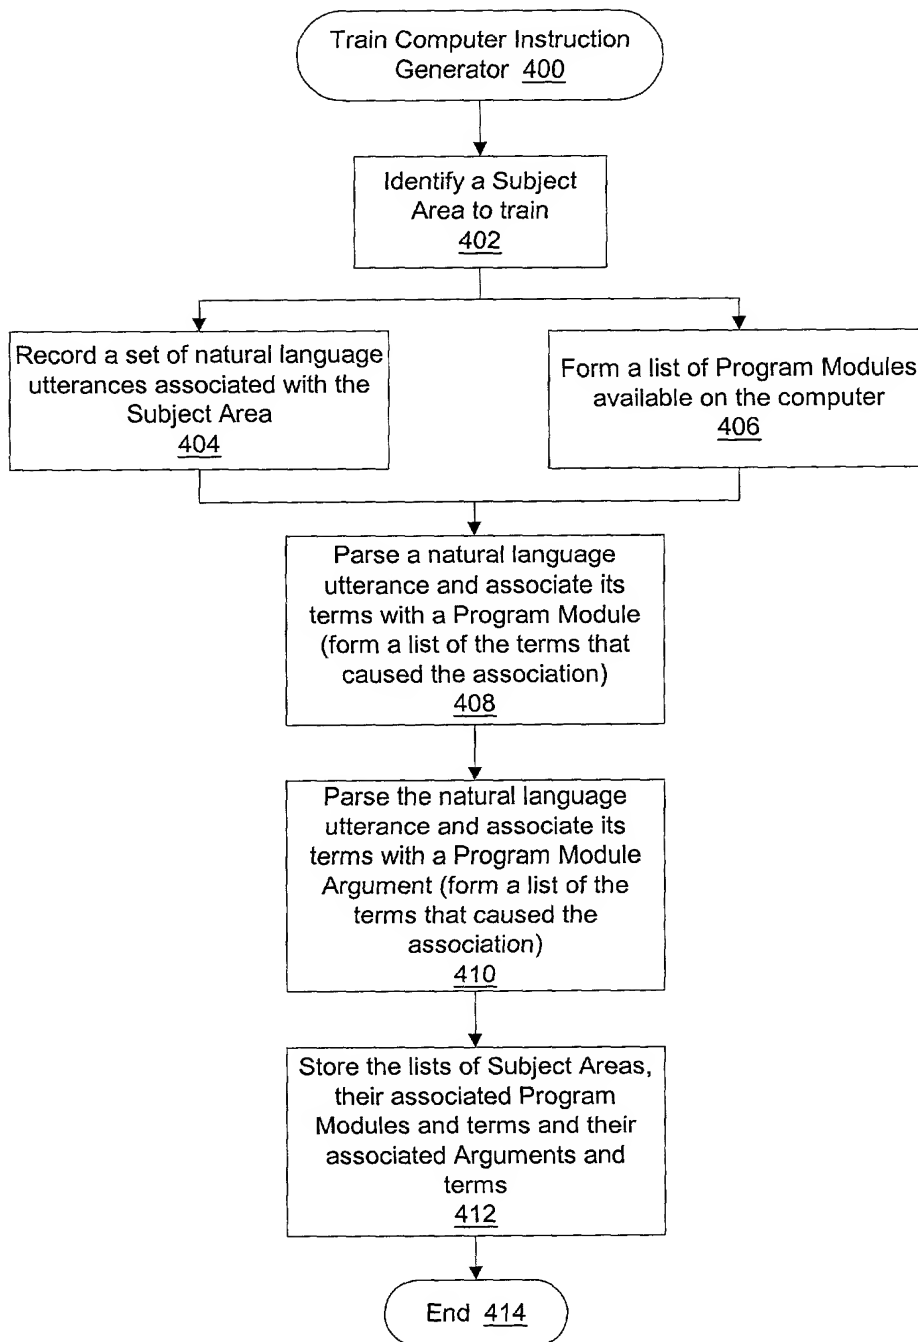 Train Computer Instruction
Generator 400
Identify a Subject
Area to train
402
Record a set of natural language
utterances associated with the
Subject Area
404
Form a list of Program Modules
available on the computer
406
Parse a natural language
utterance and associate its
terms with a Program Module
(form a list of the terms that
caused the association)
408
Parse the natural language
utterance and associate its
terms with a Program Module
Argument (form a list of the
terms that caused the
association)
410
Store the lists of Subject Areas,
their associated Program
Modules and terms and their
associated Arguments and
terms
412
End 414